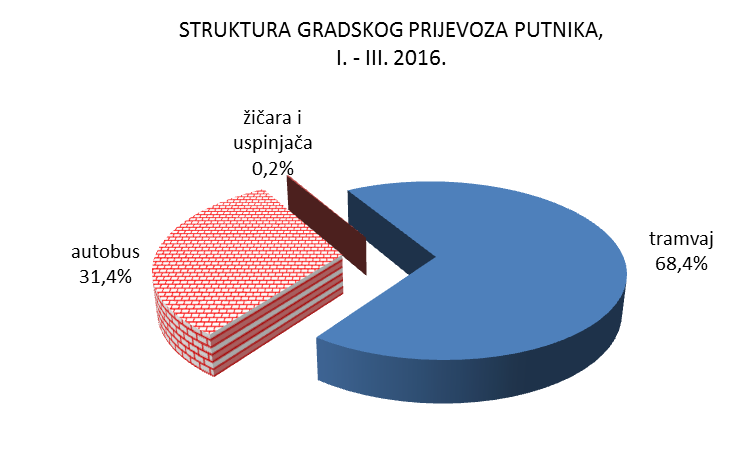 STRUKTURA GRADSKOG PRIJEVOZA PUTNIKA,
I. - III. 2016.
žičara i
uspinjača
0,2%
autobus
31,4%
tramvaj
68,4%